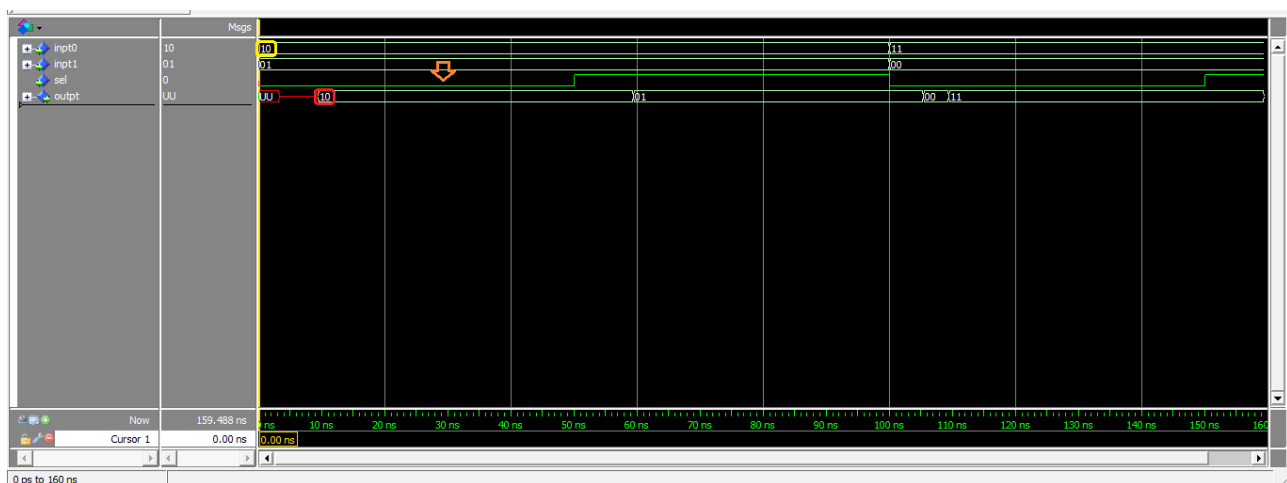 Msgs
inpt0 10 10 11
inpt1 01 01 00
sel 0
outpt UU UU 10 01 00 11
Now 159.488 ns ns 10 ns 20 ns 30 ns 40 ns 50 ns 60 ns 70 ns 80 ns 90 ns 100 ns 110 ns 120 ns 130 ns 140 ns 150 ns 160
Cursor 1 0.00 ns 0.00 ns
0 ps to 160 ns